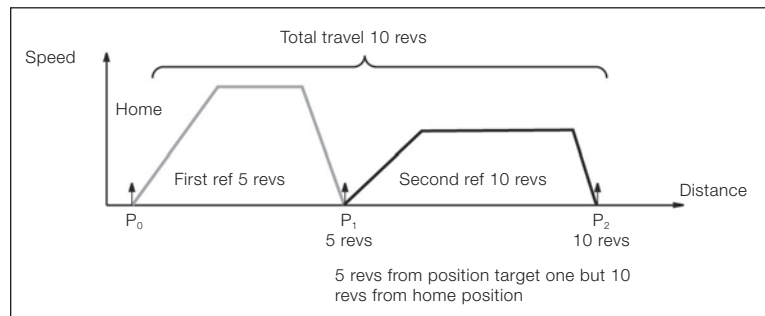 Total travel 10 revs
Speed
Home
First ref 5 revs
Second ref 10 revs
Distance
P₀
P₁
P₂
5 revs
10 revs
5 revs from position target one but 10
revs from home position